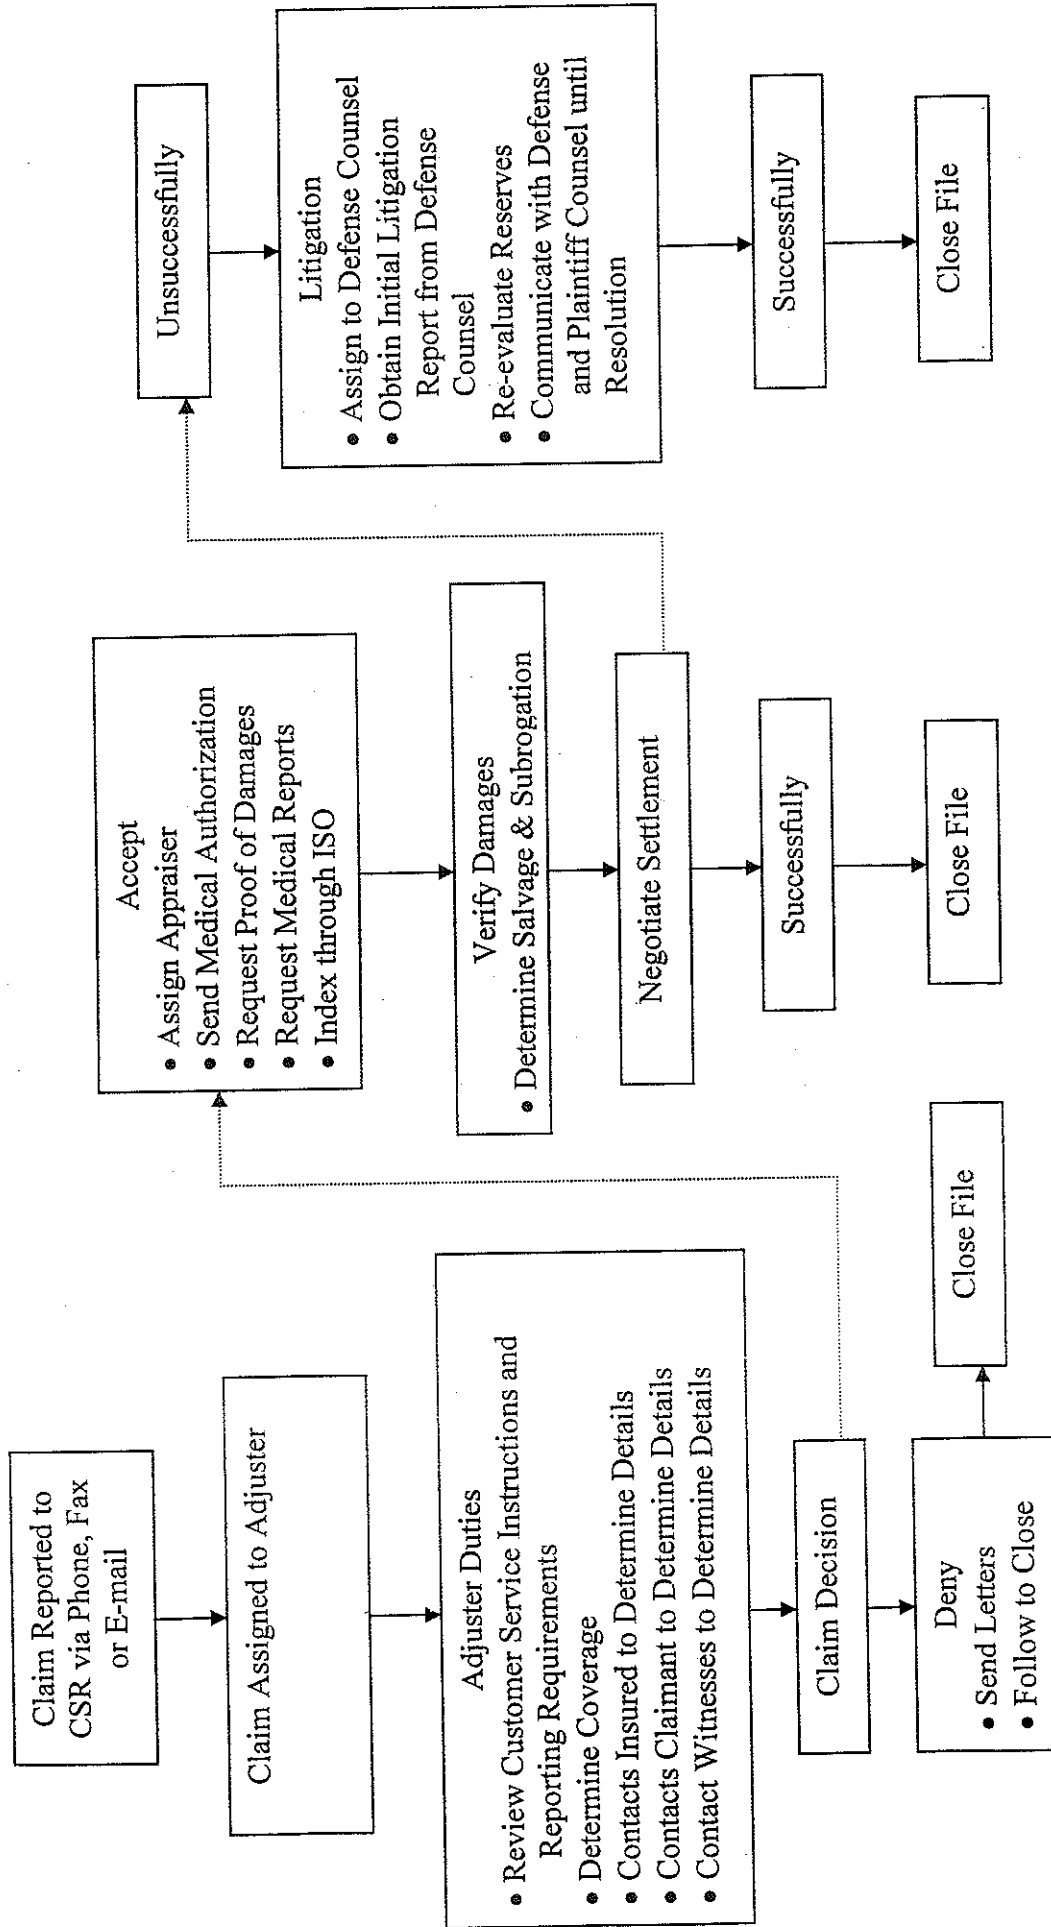 Claim Reported to
CSR via Phone, Fax
or E-mail
Claim Assigned to Adjuster
Adjuster Duties
• Review Customer Service Instructions and
Reporting Requirements
• Determine Coverage
• Contacts Insured to Determine Details
• Contacts Claimant to Determine Details
• Contact Witnesses to Determine Details
Claim Decision
Deny
• Send Letters
• Follow to Close
Close File
Accept
• Assign Appraiser
• Send Medical Authorization
• Request Proof of Damages
• Request Medical Reports
• Index through ISO
Verify Damages
• Determine Salvage & Subrogation
Negotiate Settlement
Successfully
Close File
Unsuccessfully
Litigation
• Assign to Defense Counsel
• Obtain Initial Litigation
Report from Defense
Counsel
• Re-evaluate Reserves
• Communicate with Defense
and Plaintiff Counsel until
Resolution
Successfully
Close File